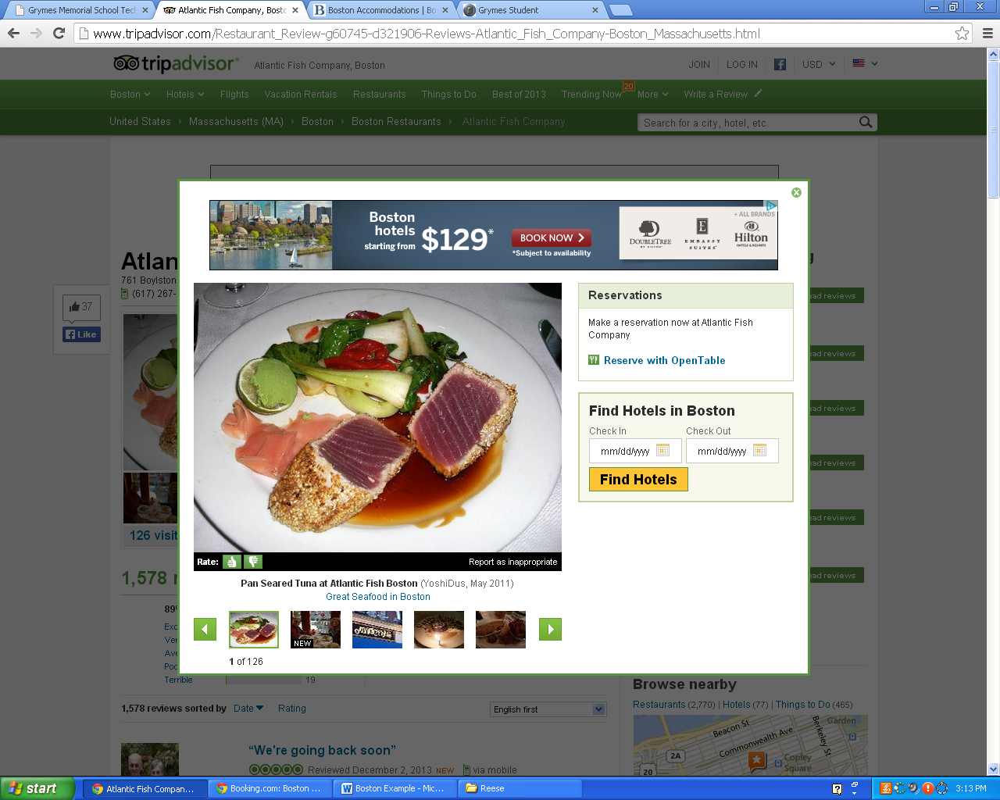 Grymes Memorial School Tec
Atlantic Fish Company, Bost
Boston Accommodations | Bo
Grymes Student
www.tripadvisor.com/Restaurant_Review-g60745-d321906-Reviews-Atlantic_Fish_Company-Boston_Massachusetts.html
tripadvisor Atlantic Fish Company, Boston JOIN LOG IN USD
Boston Hotels Flights Vacation Rentals Restaurants Things to Do Best of 2013 Trending Now 20 More Write a Review
United States Massachusetts (MA) Boston Boston Restaurants Atlantic Fish Company Search for a city, hotel, etc.
Boston
hotels
starting from $129*
BOOK NOW
*Subject to availability
+ ALL BRANDS
DOUBLETREE
BY HILTON
E
EMBASSY
SUITES
Hilton
HOTELS & RESORTS
Atlan
761 Boylston
(617) 267-
37
Like
126 visit
1,578 r
89%
Exc
Ver
Ave
Poo
Terrible 19
Reservations
Make a reservation now at Atlantic Fish
Company
Reserve with OpenTable
Find Hotels in Boston
Check In Check Out
mm/dd/yyyy mm/dd/yyyy
Find Hotels
ead reviews
ead reviews
ead reviews
ead reviews
ead reviews
ead reviews
Rate: Report as inappropriate
Pan Seared Tuna at Atlantic Fish Boston (YoshiDus, May 2011)
Great Seafood in Boston
NEW
1 of 126
1,578 reviews sorted by Date Rating English first
"We're going back soon"
Reviewed December 2, 2013 NEW via mobile
Browse nearby
Restaurants (2,770) | Hotels (77) | Things to Do (465)
Beacon St
Commonwealth Ave
Berkeley St
Garden
2A
20
Copley
Square
start
Atlantic Fish Compan...
Booking.com: Boston ...
Boston Example - Mic...
Reese
3:13 PM